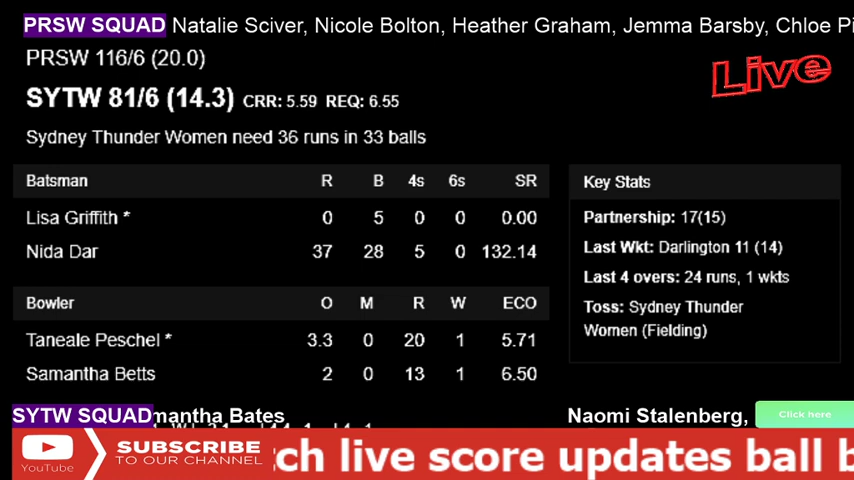 PRSW SQUAD Natalie Sciver, Nicole Bolton, Heather Graham, Jemma Barsby, Chloe
PRSW 116/6 (20.0)
Live
SYTW 81/6 (14.3) CRR: 5.59 REQ: 6.55
Sydney Thunder Women need 36 runs in 33 balls
Batsman R B 4s 6s SR
Lisa Griffith * 0 5 0 0 0.00
Nida Dar 37 28 5 0 132.14
Bowler O M R W ECO
Taneale Peschel * 3.3 0 20 1 5.71
Samantha Betts 2 0 13 1 6.50
Key Stats
Partnership: 17(15)
Last Wkt: Darlington 11 (14)
Last 4 overs: 24 runs, 1 wkts
Toss: Sydney Thunder
Women (Fielding)
SYTW SQUAD mantha Bates Naomi Stalenberg, Click here
YouTube
SUBSCRIBE
TO OUR CHANNEL
ch live score updates ball b